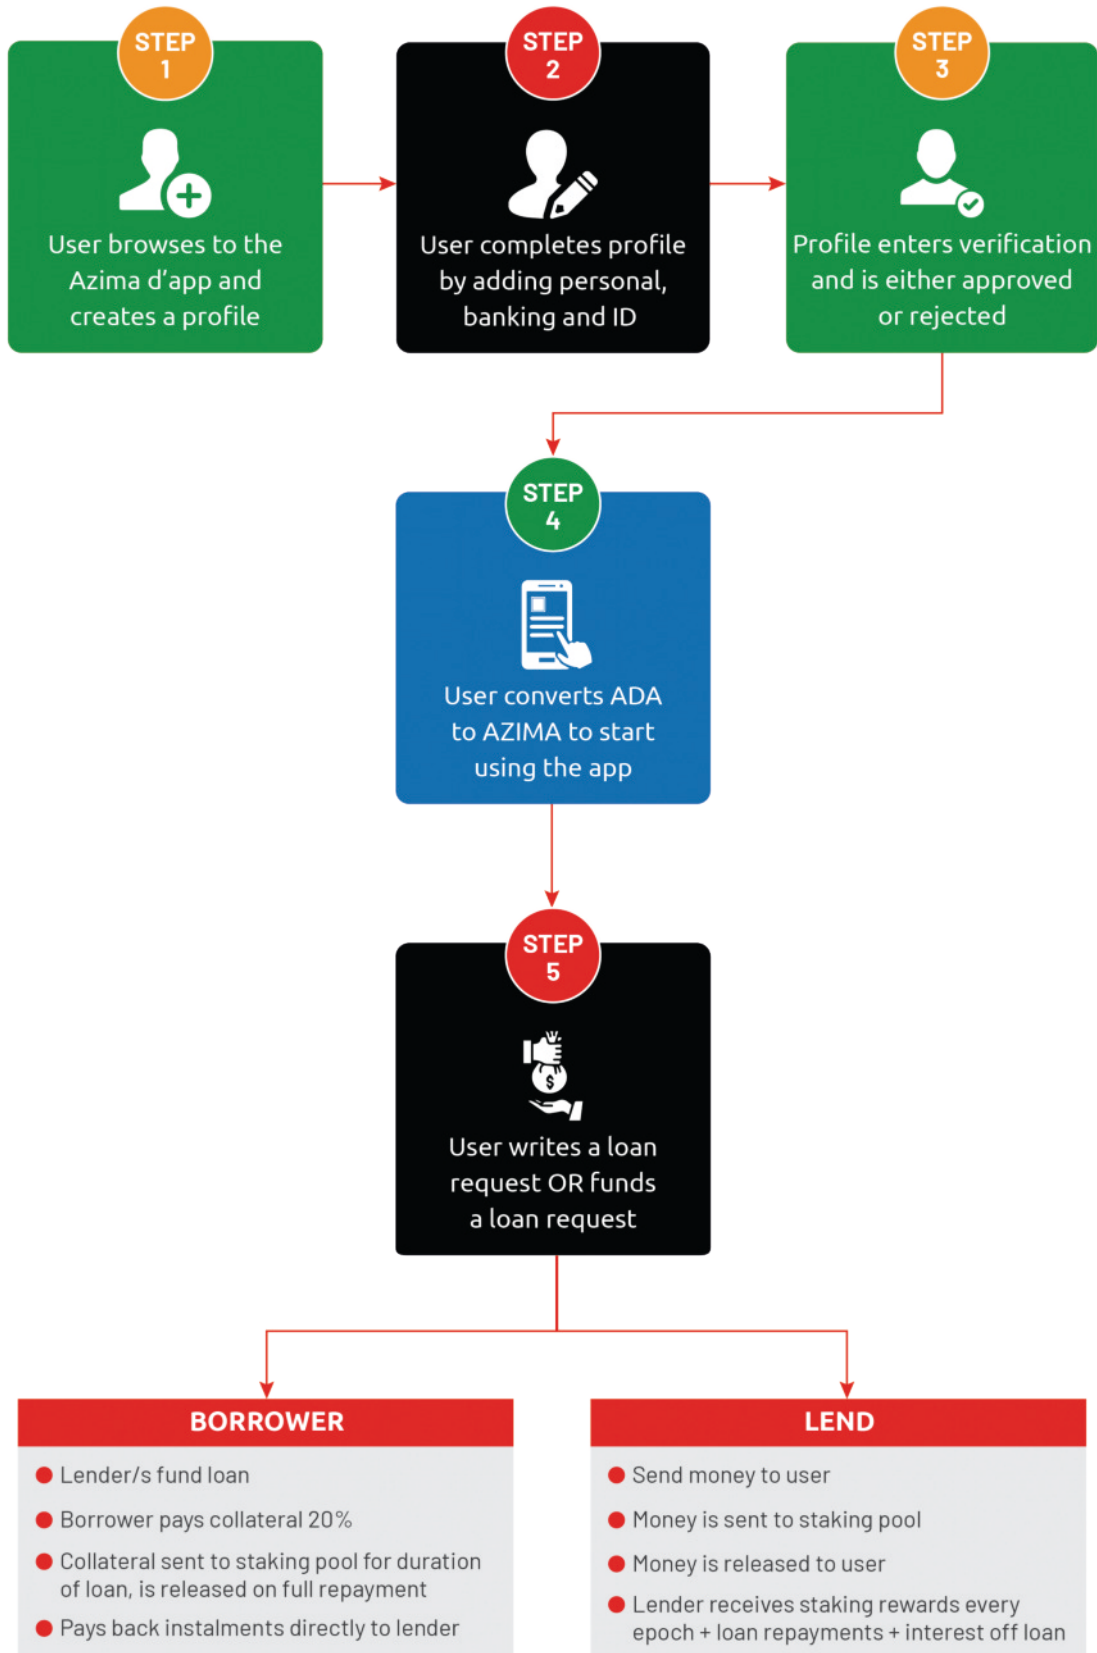 STEP
1
User browses to the
Azima d'app and
creates a profile
STEP
2
User completes profile
by adding personal,
banking and ID
STEP
3
Profile enters verification
and is either approved
or rejected
STEP
4
User converts ADA
to AZIMA to start
using the app
STEP
5
$
User writes a loan
request OR funds
a loan request
BORROWER
Lender/s fund loan
Borrower pays collateral 20%
Collateral sent to staking pool for duration
of loan, is released on full repayment
Pays back instalments directly to lender
LEND
Send money to user
Money is sent to staking pool
Money is released to user
Lender receives staking rewards every
epoch + loan repayments + interest off loan